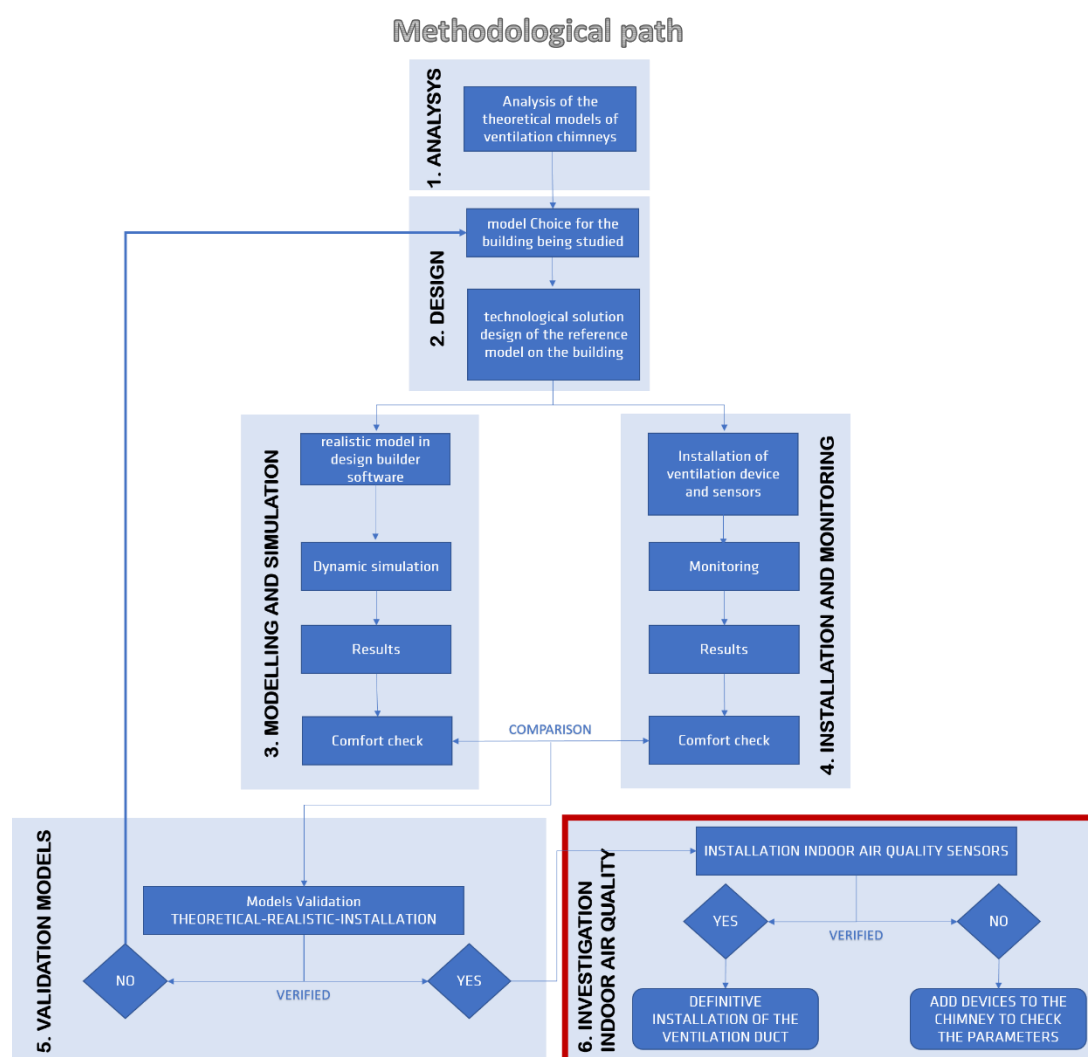 Methodological path
1. ANALYSYS
Analysis of the
theoretical models of
ventilation chimneys
2. DESIGN
model Choice for the
building being studied
technological solution
design of the reference
model on the building
3. MODELLING AND SIMULATION
realistic model in
design builder
software
Dynamic simulation
Results
Comfort check
4. INSTALLATION AND MONITORING
Installation of
ventilation device
and sensors
Monitoring
Results
Comfort check
COMPARISON
5. VALIDATION MODELS
Models Validation
THEORETICAL-REALISTIC-INSTALLATION
NO
VERIFIED
YES
6. INVESTIGATION
INDOOR AIR QUALITY
INSTALLATION INDOOR AIR QUALITY SENSORS
YES
VERIFIED
NO
DEFINITIVE
INSTALLATION OF THE
VENTILATION DUCT
ADD DEVICES TO THE
CHIMNEY TO CHECK
THE PARAMETERS